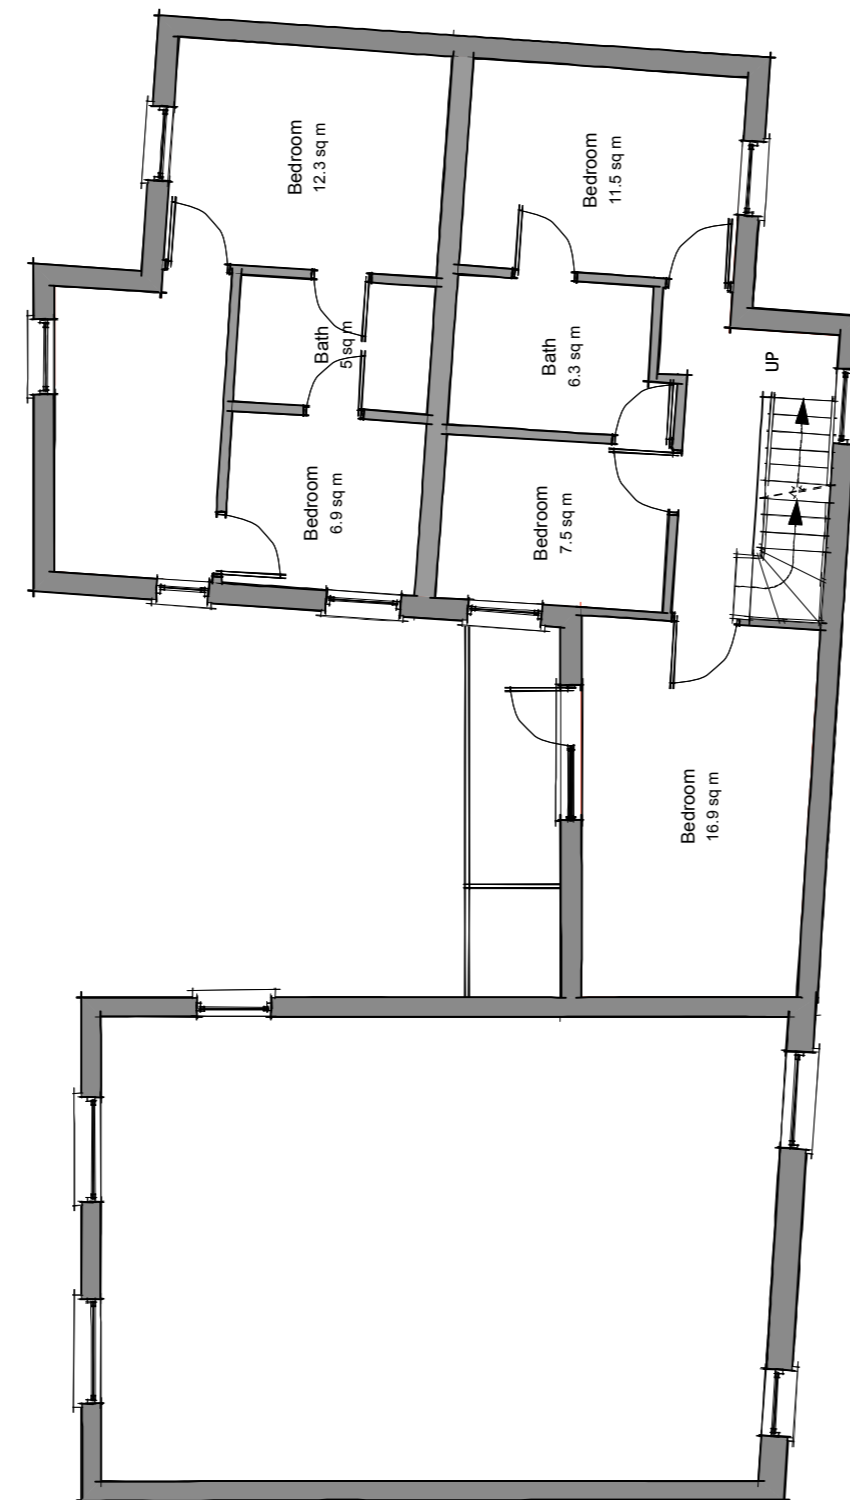 Bedroom
12.3 sq m
Bedroom
11.5 sq m
Bath
5 sq m
Bath
6.3 sq m
UP
Bedroom
6.9 sq m
Bedroom
7.5 sq m
Bedroom
16.9 sq m